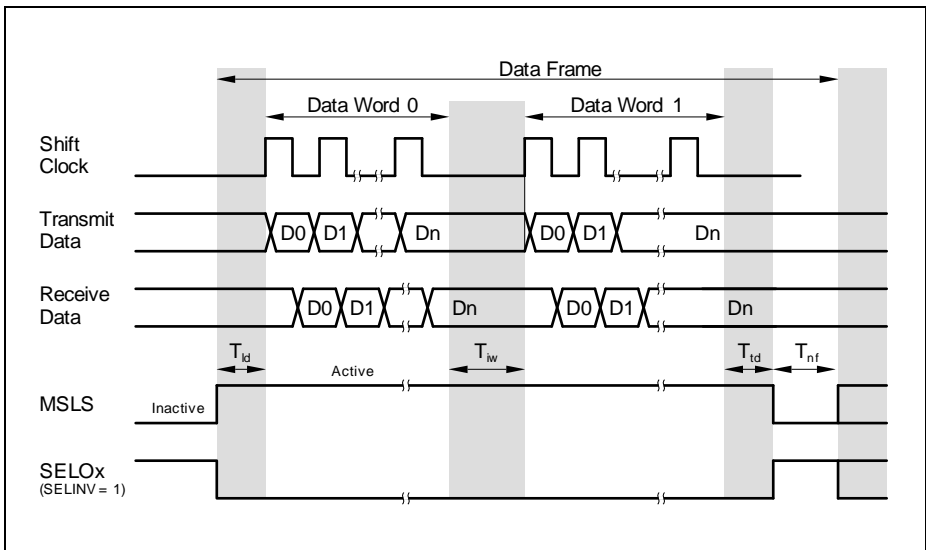 Data Frame
Data Word 0
Data Word 1
Shift
Clock
Transmit
Data
D0 D1 Dn D0 D1 Dn
Receive
Data
D0 D1 Dn D0 D1 Dn
Tld Tiw Ttd Tnf
Active
MSLS
Inactive
SELOx
(SELINV = 1)